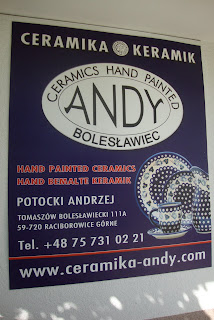 CERAMIKA KERAMIK
CERAMICS HAND PAINTED
ANDY
BOLESŁAWIEC
HAND PAINTED CERAMICS
HAND BEMALTE KERAMIK
POTOCKI ANDRZEJ
TOMASZÓW BOLESŁAWIECKI 111A
59-720 RACIBOROWICE GÓRNE
Tel. +48 75 731 02 21
www.ceramika-andy.com